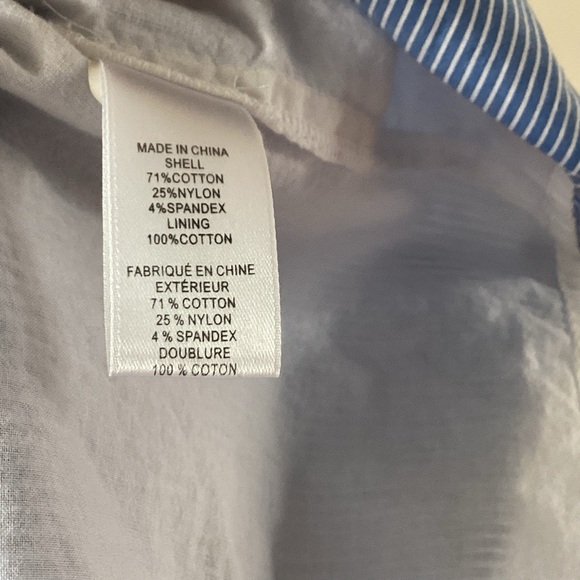 MADE IN CHINA
SHELL
71%COTTON
25%NYLON
4%SPANDEX
LINING
100%COTTON
FABRIQUÉ EN CHINE
EXTÉRIEUR
71 % COTTON
25 % NYLON
4 % SPANDEX
DOUBLURE
100 % COTON